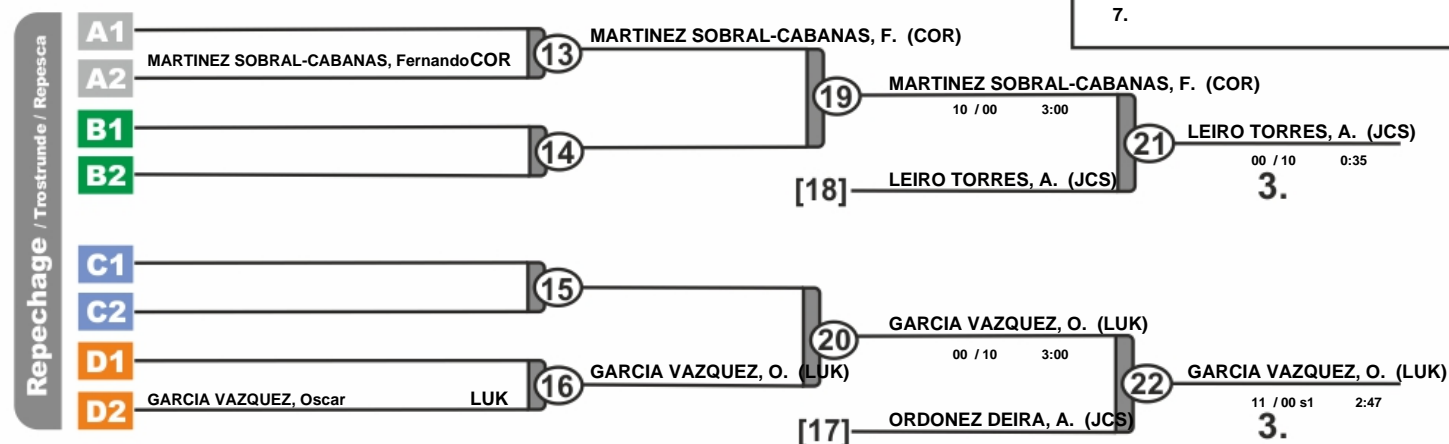 7.
Repechage / Trostrunde / Repesca
A1
MARTINEZ SOBRAL-CABANAS, Fernando COR
A2
13
MARTINEZ SOBRAL-CABANAS, F. (COR)
B1
B2
14
19
MARTINEZ SOBRAL-CABANAS, F. (COR)
10 / 00 3:00
[18]
LEIRO TORRES, A. (JCS)
21
LEIRO TORRES, A. (JCS)
00 / 10 0:35
3.
C1
C2
15
D1
D2
GARCIA VAZQUEZ, Oscar LUK
16
GARCIA VAZQUEZ, O. (LUK)
20
GARCIA VAZQUEZ, O. (LUK)
00 / 10 3:00
[17]
ORDONEZ DEIRA, A. (JCS)
22
GARCIA VAZQUEZ, O. (LUK)
11 / 00 s1 2:47
3.